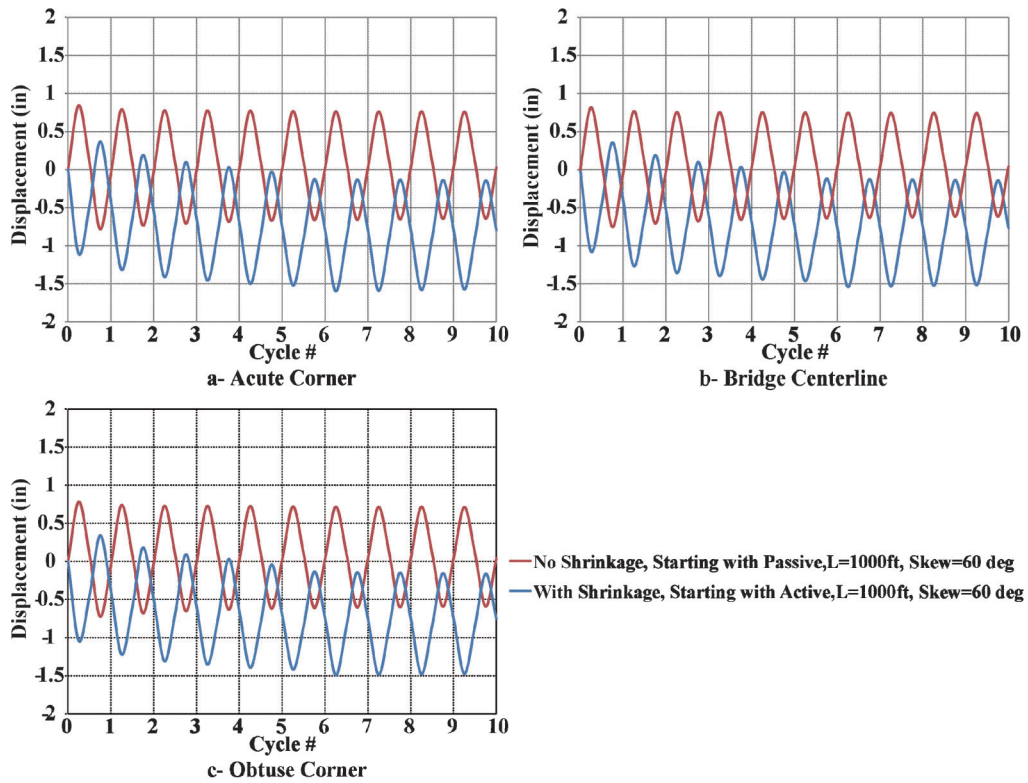 2
1.5
1
0.5
0
-0.5
-1
-1.5
-2
Displacement (in)
0 1 2 3 4 5 6 7 8 9 10
Cycle #
a- Acute Corner
2
1.5
1
0.5
0
-0.5
-1
-1.5
-2
Displacement (in)
0 1 2 3 4 5 6 7 8 9 10
Cycle #
b- Bridge Centerline
2
1.5
1
0.5
0
-0.5
-1
-1.5
-2
Displacement (in)
0 1 2 3 4 5 6 7 8 9 10
Cycle #
c- Obtuse Corner
No Shrinkage, Starting with Passive,L=1000ft, Skew=60 deg
With Shrinkage, Starting with Active,L=1000ft, Skew=60 deg